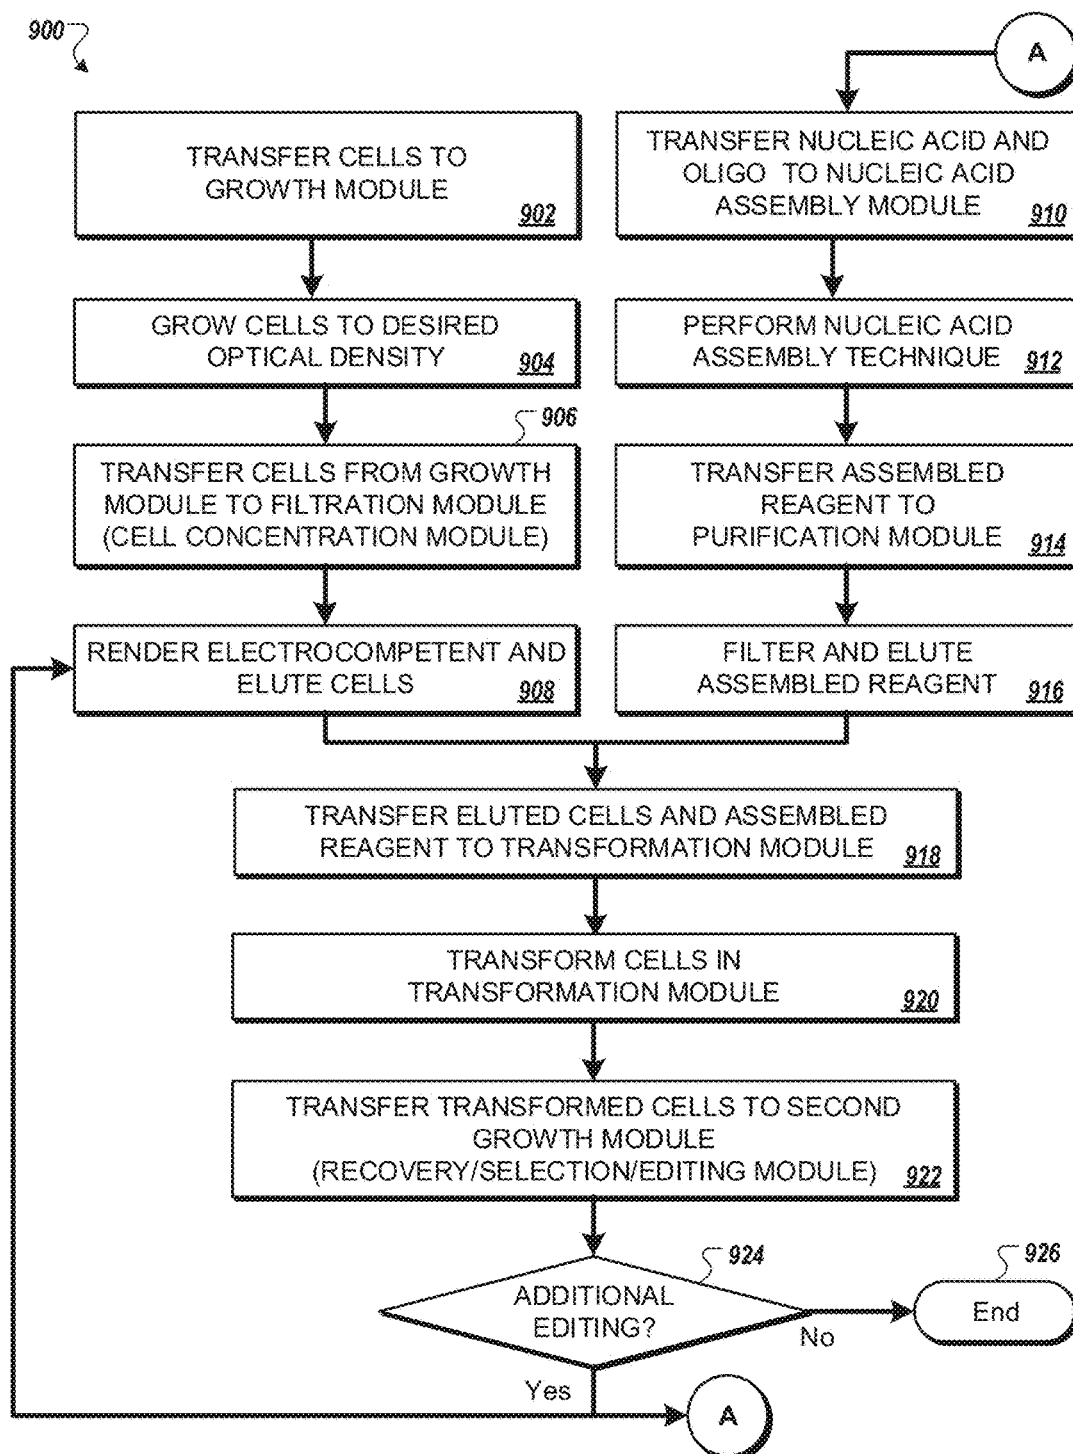 900
A
TRANSFER CELLS TO
GROWTH MODULE
902
GROW CELLS TO DESIRED
OPTICAL DENSITY
904
906
TRANSFER CELLS FROM GROWTH
MODULE TO FILTRATION MODULE
(CELL CONCENTRATION MODULE)
RENDER ELECTROCOMPETENT AND
ELUTE CELLS
908
TRANSFER NUCLEIC ACID AND
OLIGO TO NUCLEIC ACID
ASSEMBLY MODULE
910
PERFORM NUCLEIC ACID
ASSEMBLY TECHNIQUE
912
TRANSFER ASSEMBLED
REAGENT TO
PURIFICATION MODULE
914
FILTER AND ELUTE
ASSEMBLED REAGENT
916
TRANSFER ELUTED CELLS AND ASSEMBLED
REAGENT TO TRANSFORMATION MODULE
918
TRANSFORM CELLS IN
TRANSFORMATION MODULE
920
TRANSFER TRANSFORMED CELLS TO SECOND
GROWTH MODULE
(RECOVERY/SELECTION/EDITING MODULE)
922
924
ADDITIONAL
EDITING?
926
End
No
Yes
A